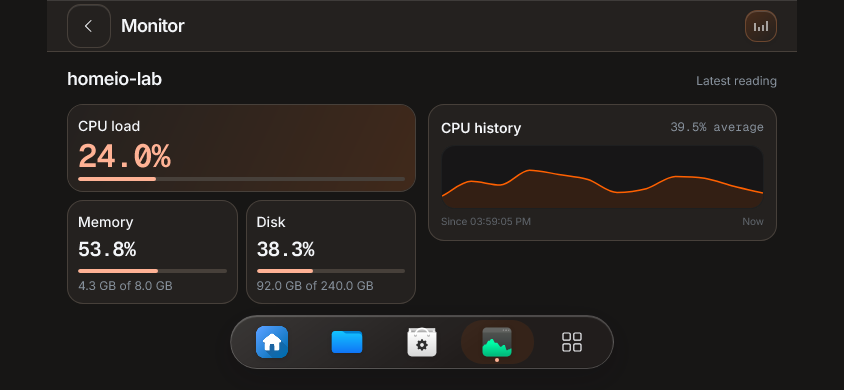 Monitor
homeio-lab
Latest reading
CPU load
24.0%
CPU history
39.5% average
Since 03:59:05 PM
Now
Memory
53.8%
4.3 GB of 8.0 GB
Disk
38.3%
92.0 GB of 240.0 GB